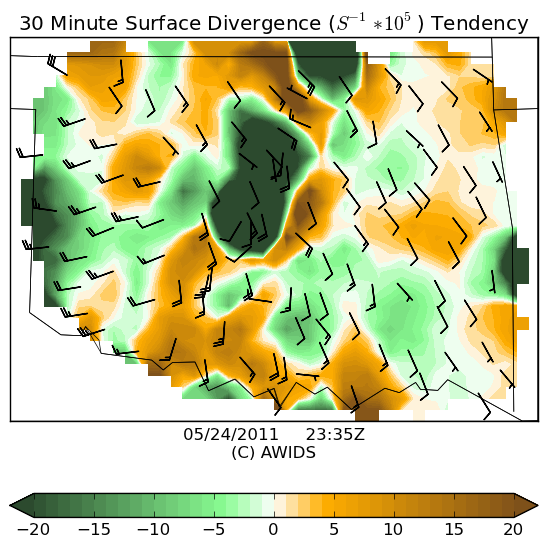 30 Minute Surface Divergence (S⁻¹ ∗10⁵ ) Tendency
05/24/2011 23:35Z
(C) AWIDS
−20 −15 −10 −5 0 5 10 15 20